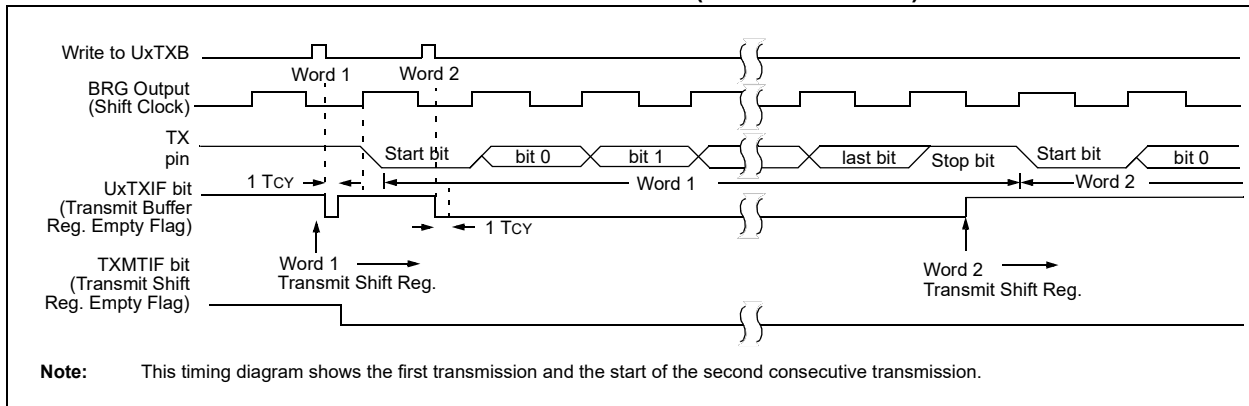 Write to UxTXB
Word 1
Word 2
BRG Output
(Shift Clock)
TX
pin
Start bit
bit 0
bit 1
last bit
Stop bit
Start bit
bit 0
1 TCY
Word 1
Word 2
UxTXIF bit
(Transmit Buffer
Reg. Empty Flag)
1 TCY
TXMTIF bit
(Transmit Shift
Reg. Empty Flag)
Word 1
Transmit Shift Reg.
Word 2
Transmit Shift Reg.
Note: This timing diagram shows the first transmission and the start of the second consecutive transmission.